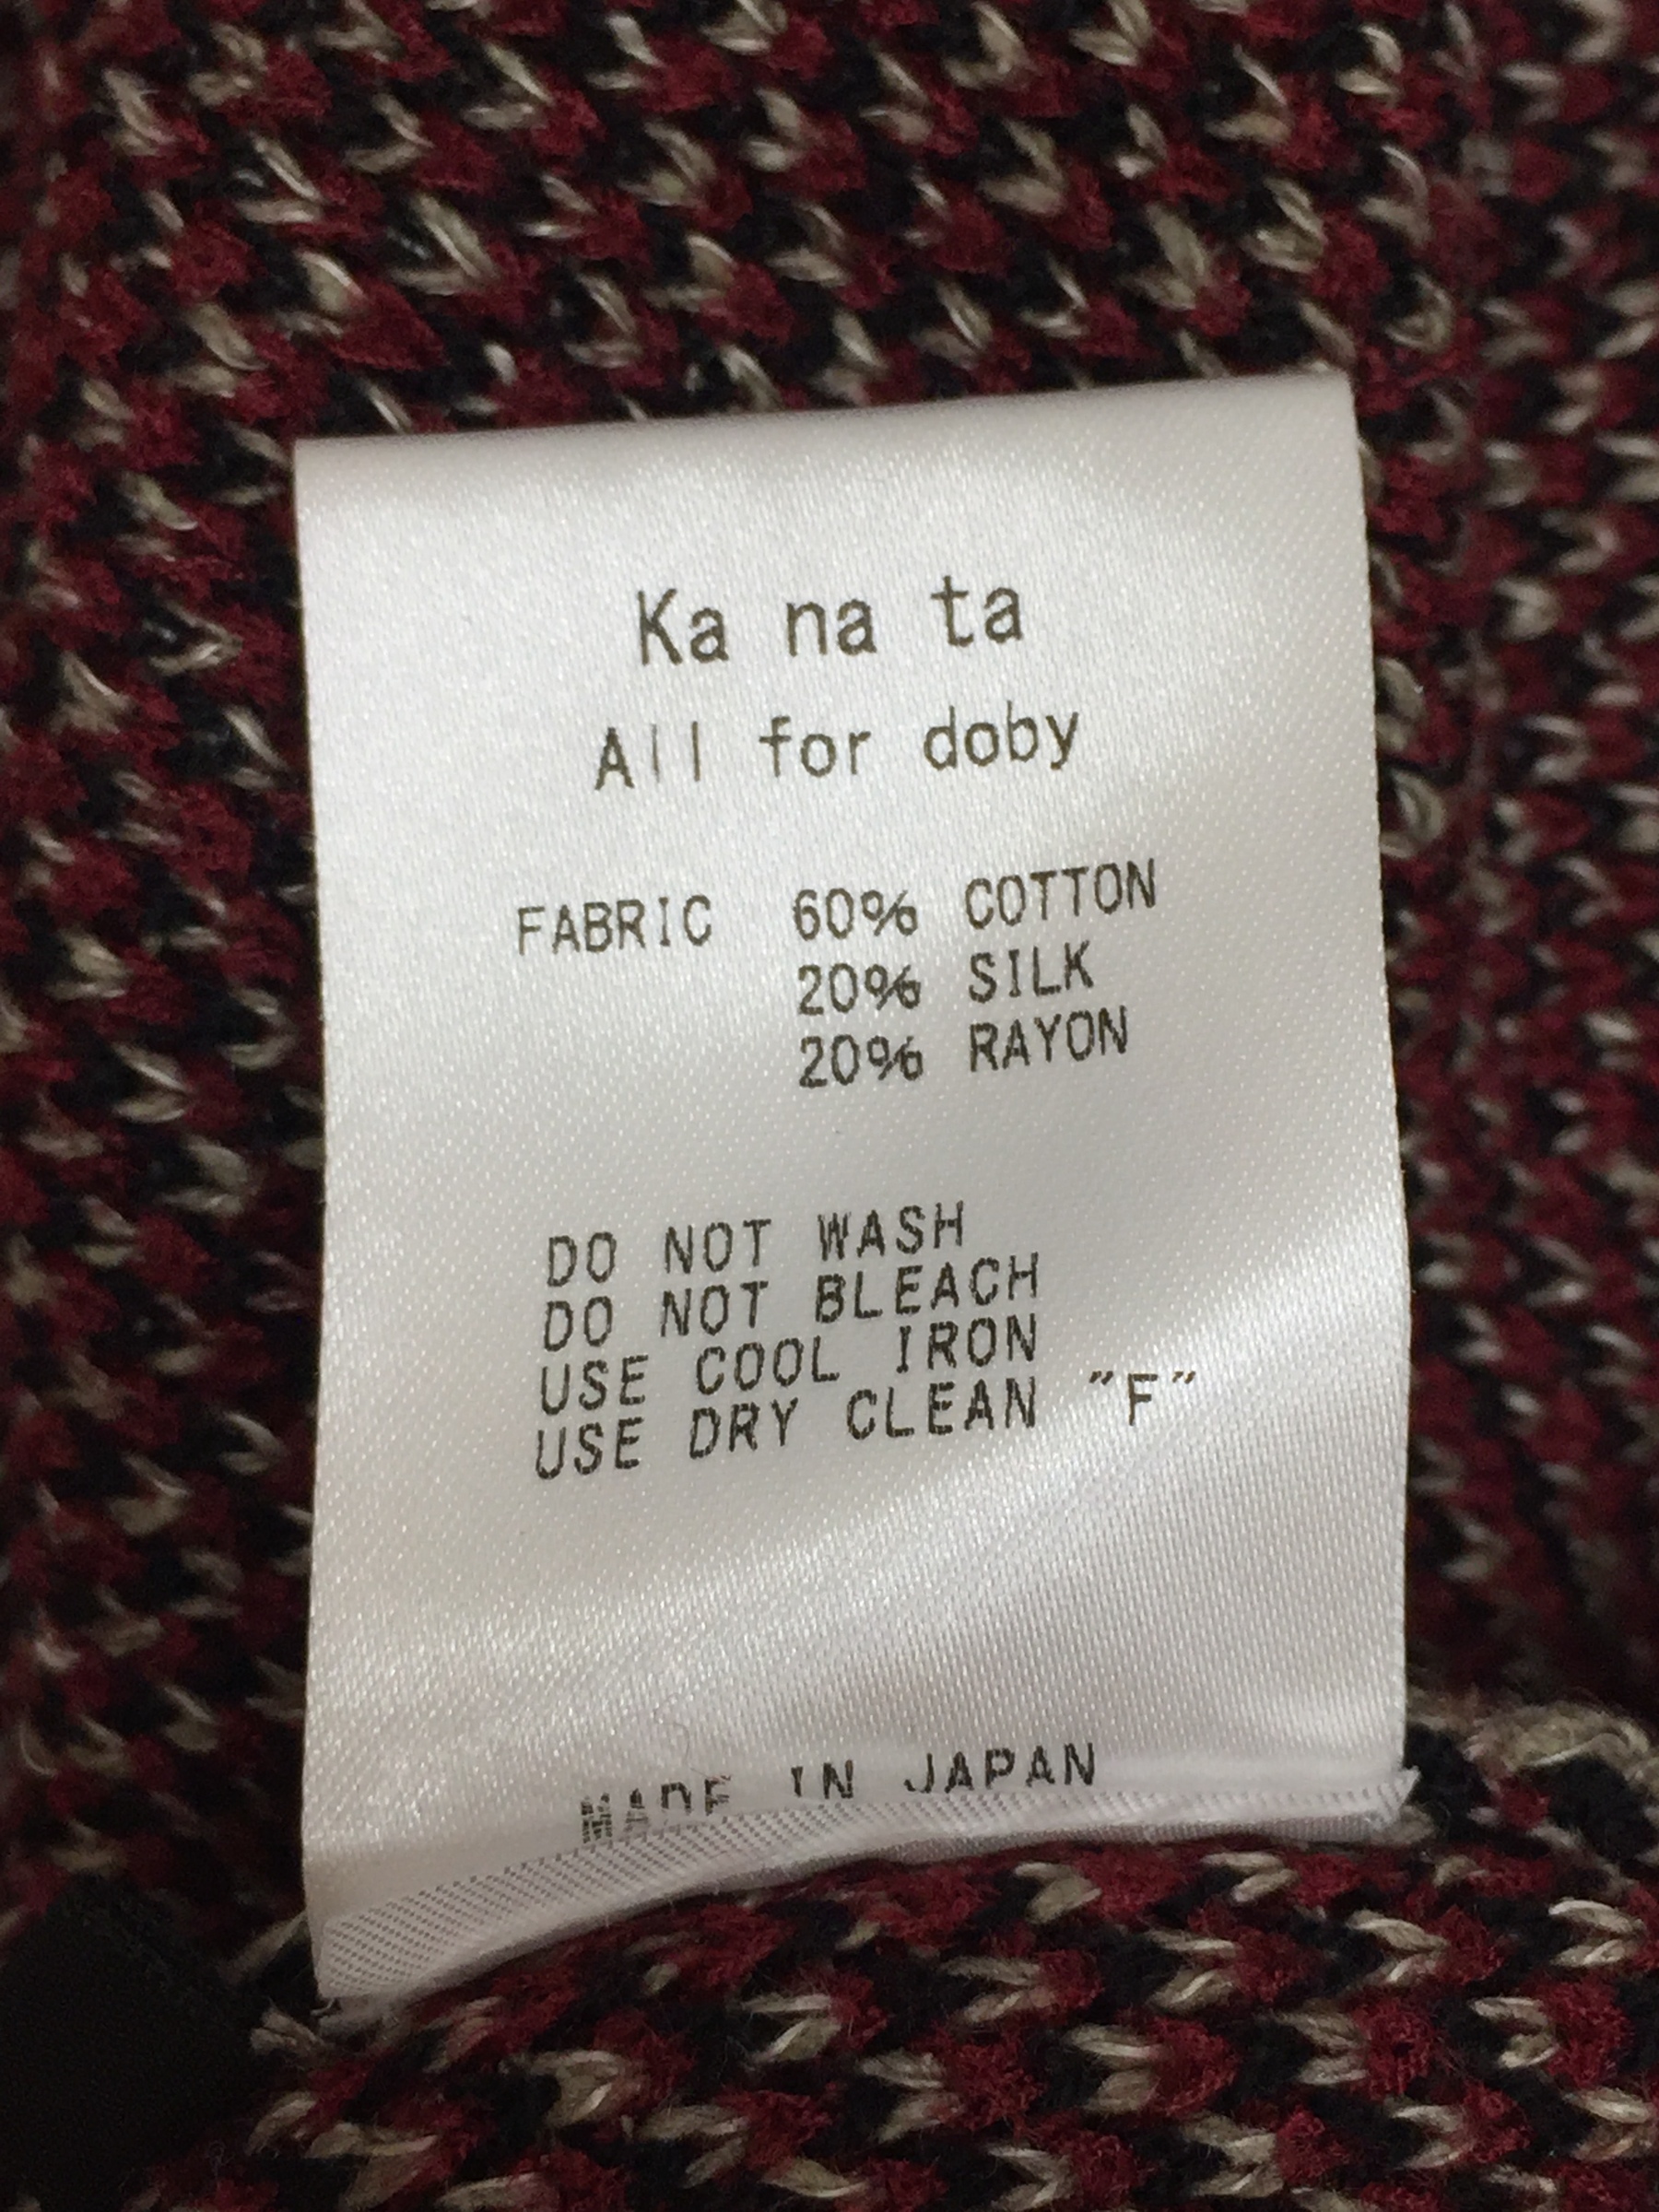 Ka na ta
All for doby
FABRIC 60% COTTON
20% SILK
20% RAYON
DO NOT WASH
DO NOT BLEACH
USE COOL IRON
USE DRY CLEAN "F"
MADE IN JAPAN